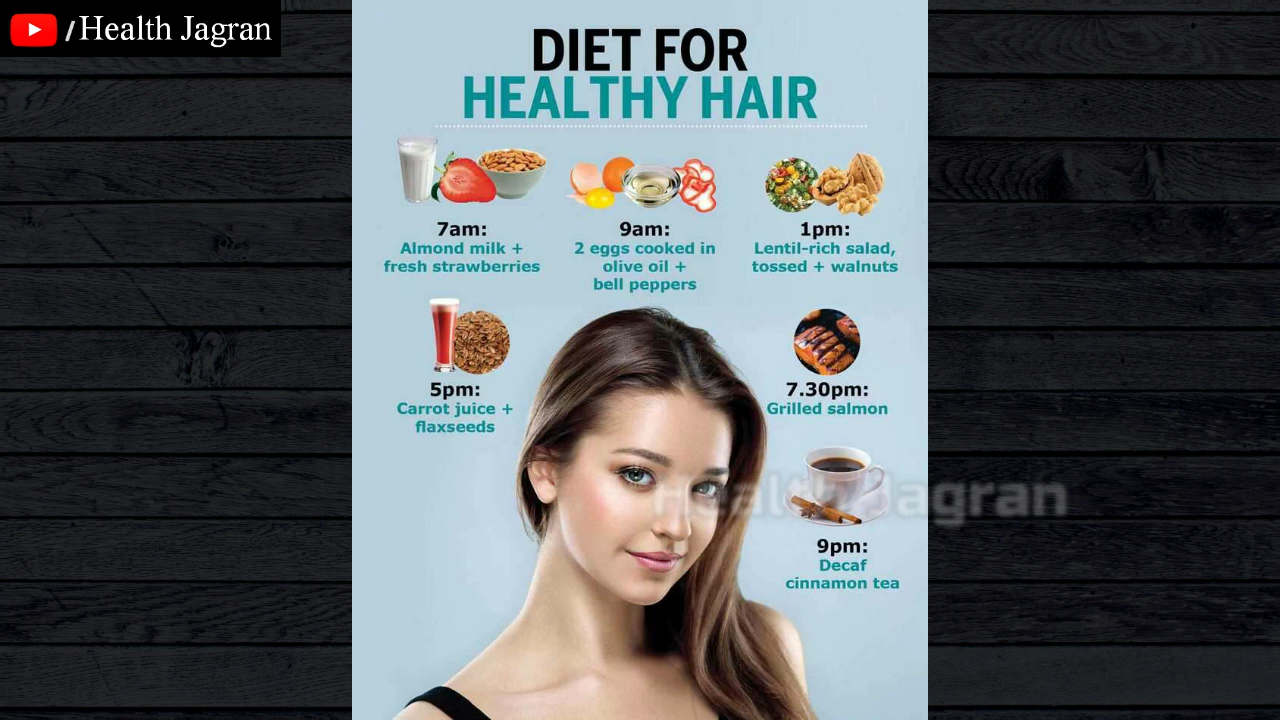 /Health Jagran
DIET FOR
HEALTHY HAIR
7am:
Almond milk +
fresh strawberries
9am:
2 eggs cooked in
olive oil +
bell peppers
1pm:
Lentil-rich salad,
tossed + walnuts
5pm:
Carrot juice +
flaxseeds
7.30pm:
Grilled salmon
Health Jagran
9pm:
Decaf
cinnamon tea